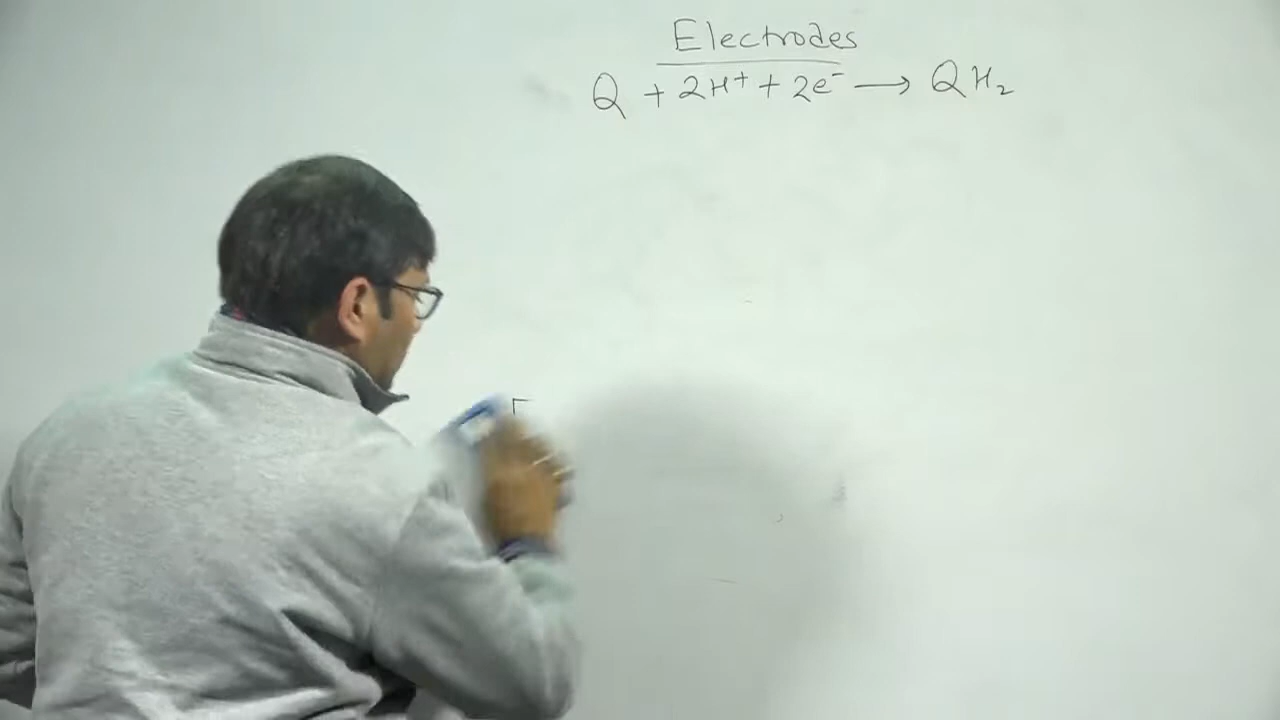 Electrodes
Q + 2H⁺ + 2e⁻ → QH₂